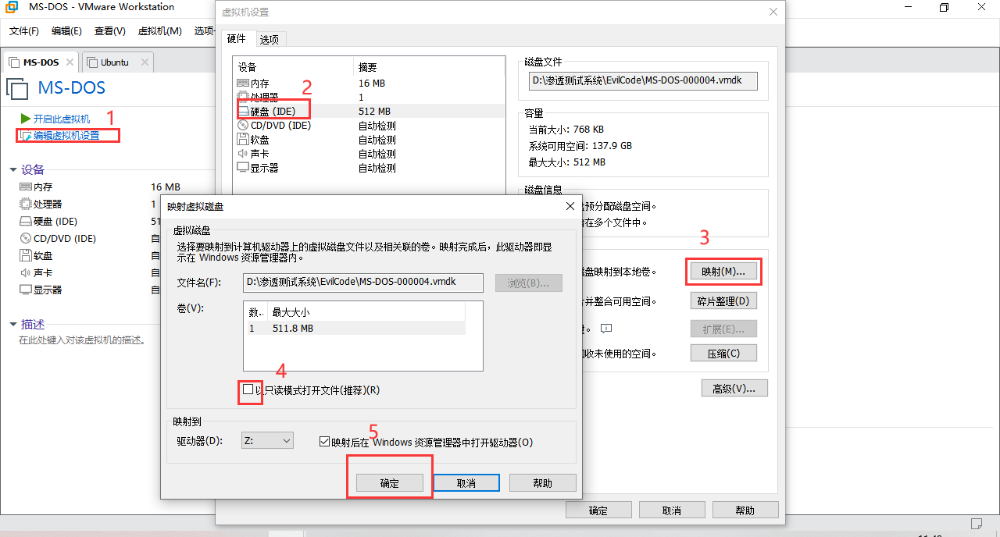 MS-DOS - VMware Workstation
文件(F) 编辑(E) 查看(V) 虚拟机(M) 选项
MS-DOS Ubuntu
MS-DOS
1
开启此虚拟机
编辑虚拟机设置
设备
内存 16 MB
处理器 1
硬盘 (IDE) 51
CD/DVD (IDE) 自
软盘 自
声卡 自
显示器 自
描述
在此处键入对该虚拟机的描述。
虚拟机设置
硬件 选项
设备 摘要
内存 16 MB
2
处理器 1
硬盘 (IDE) 512 MB
CD/DVD (IDE) 自动检测
软盘 自动检测
声卡 自动检测
显示器 自动检测
磁盘文件
D:\渗透测试系统\EvilCode\MS-DOS-000004.vmdk
容量
当前大小: 768 KB
系统可用空间: 137.9 GB
最大大小: 512 MB
磁盘信息
预分配磁盘空间。
在多个文件中。
3
盘映射到本地卷。 映射(M)...
并整合可用空间。 碎片整理(D)
。 扩展(E)...
收未使用的空间。 压缩(C)
高级(V)...
映射虚拟磁盘
虚拟磁盘
选择要映射到计算机驱动器上的虚拟磁盘文件以及相关联的卷。映射完成后，此驱动器即显
示在 Windows 资源管理器内。
文件名(F): D:\渗透测试系统\EvilCode\MS-DOS-000004.vmdk 浏览(B)...
卷(V):
数.. 最大大小
1 511.8 MB
4
以只读模式打开文件(推荐)(R)
映射到
5
驱动器(D): Z: 映射后在 Windows 资源管理器中打开驱动器(O)
确定 取消 帮助
确定 取消 帮助